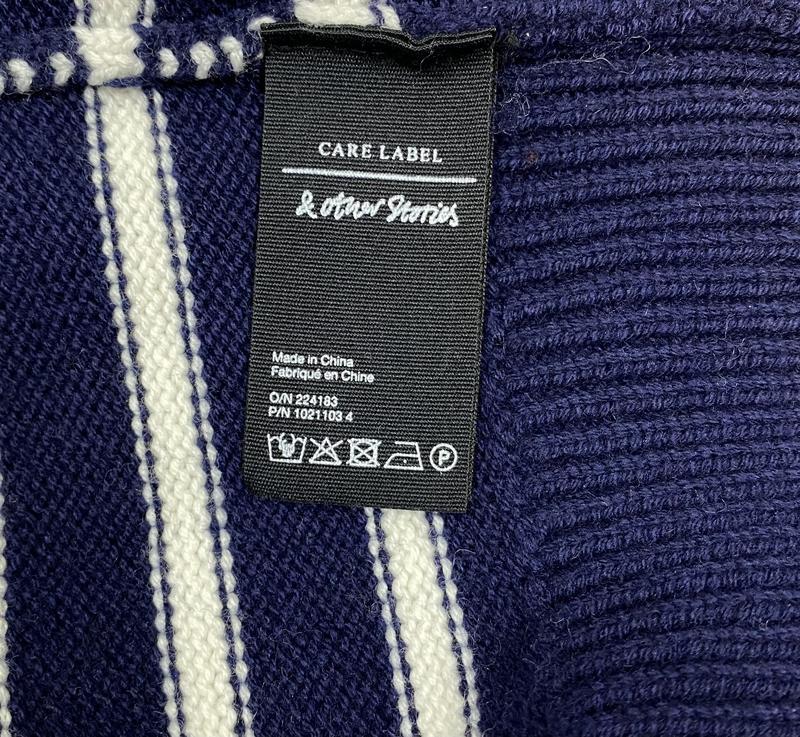 CARE LABEL
& other Stories
Made in China
Fabriqué en Chine
O/N 224183
P/N 1021103 4
P